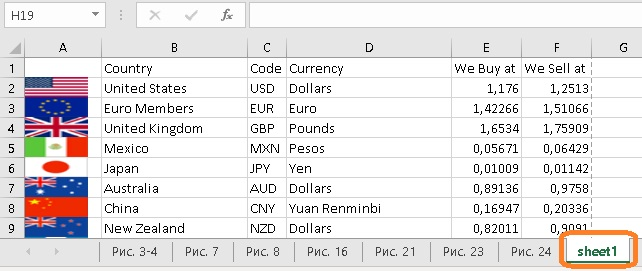 H19 fx
A B C D E F G
1 Country Code Currency We Buy at We Sell at
2 United States USD Dollars 1,176 1,2513
3 Euro Members EUR Euro 1,42266 1,51066
4 United Kingdom GBP Pounds 1,6534 1,75909
5 Mexico MXN Pesos 0,05671 0,06429
6 Japan JPY Yen 0,01009 0,01142
7 Australia AUD Dollars 0,89136 0,9758
8 China CNY Yuan Renminbi 0,16947 0,20336
9 New Zealand NZD Dollars 0,82011 0,9091
Рис. 3-4 Рис. 7 Рис. 8 Рис. 16 Рис. 21 Рис. 23 Рис. 24 sheet1